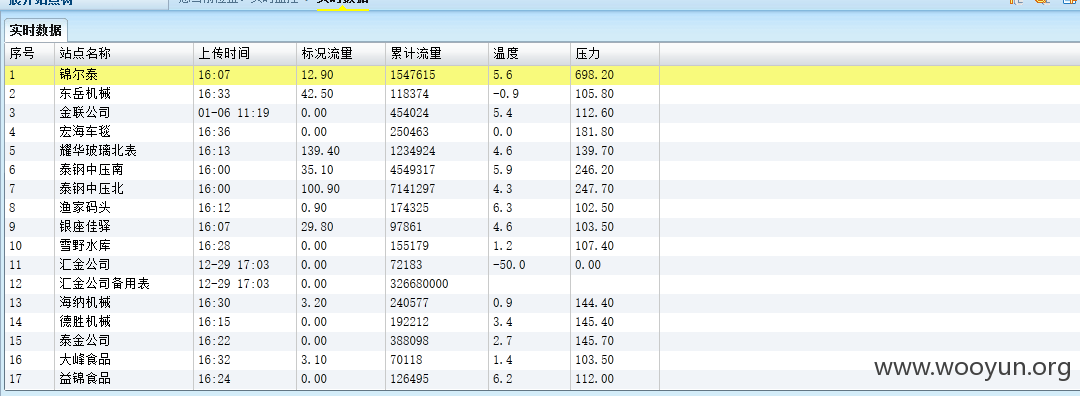 实时数据
序号 站点名称 上传时间 标况流量 累计流量 温度 压力
1 锦尔泰 16:07 12.90 1547615 5.6 698.20
2 东岳机械 16:33 42.50 118374 -0.9 105.80
3 金联公司 01-06 11:19 0.00 454024 5.4 112.60
4 宏海车毯 16:36 0.00 250463 0.0 181.80
5 耀华玻璃北表 16:13 139.40 1234924 4.6 139.70
6 泰钢中压南 16:00 35.10 4549317 5.9 246.20
7 泰钢中压北 16:00 100.90 7141297 4.3 247.70
8 渔家码头 16:12 0.90 174325 6.3 102.50
9 银座佳驿 16:07 29.80 97861 4.6 103.50
10 雪野水库 16:28 0.00 155179 1.2 107.40
11 汇金公司 12-29 17:03 0.00 72183 -50.0 0.00
12 汇金公司备用表 12-29 17:03 0.00 326680000
13 海纳机械 16:30 3.20 240577 0.9 144.40
14 德胜机械 16:15 0.00 192212 3.4 145.40
15 泰金公司 16:22 0.00 388098 2.7 145.70
16 大峰食品 16:32 3.10 70118 1.4 103.50
17 益锦食品 16:24 0.00 126495 6.2 112.00
www.wooyun.org